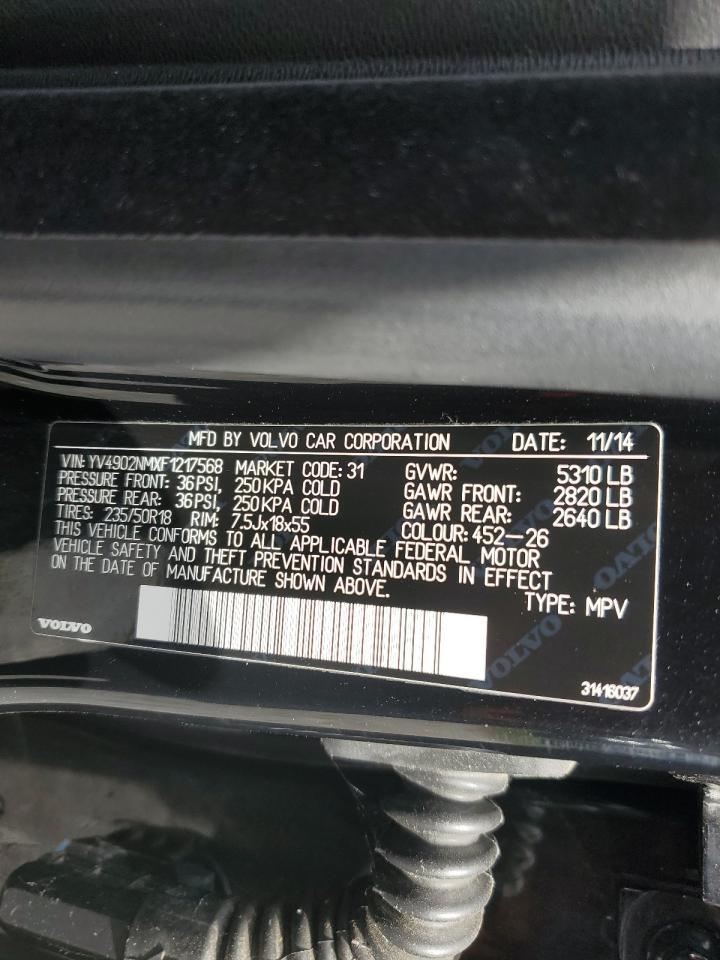 MFD BY VOLVO CAR CORPORATION DATE: 11/14
VIN: YV4902NMXF1217568 MARKET CODE: 31 GVWR: 5310 LB
PRESSURE FRONT: 36PSI, 250KPA COLD GAWR FRONT: 2820 LB
PRESSURE REAR: 36PSI, 250KPA COLD GAWR REAR: 2640 LB
TIRES: 235/50R18 RIM: 7.5Jx18x55 COLOUR: 452-26
THIS VEHICLE CONFORMS TO ALL APPLICABLE FEDERAL MOTOR
VEHICLE SAFETY AND THEFT PREVENTION STANDARDS IN EFFECT
ON THE DATE OF MANUFACTURE SHOWN ABOVE. TYPE: MPV
VOLVO
VOLVO
31416037